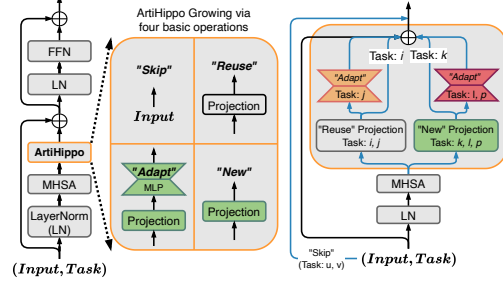 FFN
LN
ArtiHippo
MHSA
LayerNorm
(LN)
(Input, Task)
ArtiHippo Growing via
four basic operations
"Skip"
Input
"Reuse"
Projection
"Adapt"
MLP
Projection
"New"
Projection
Task: i
Task: k
"Adapt"
Task: j
"Adapt"
Task: l, p
"Reuse" Projection
Task: i, j
"New" Projection
Task: k, l, p
MHSA
LN
"Skip"
(Task: u, v)
(Input, Task)